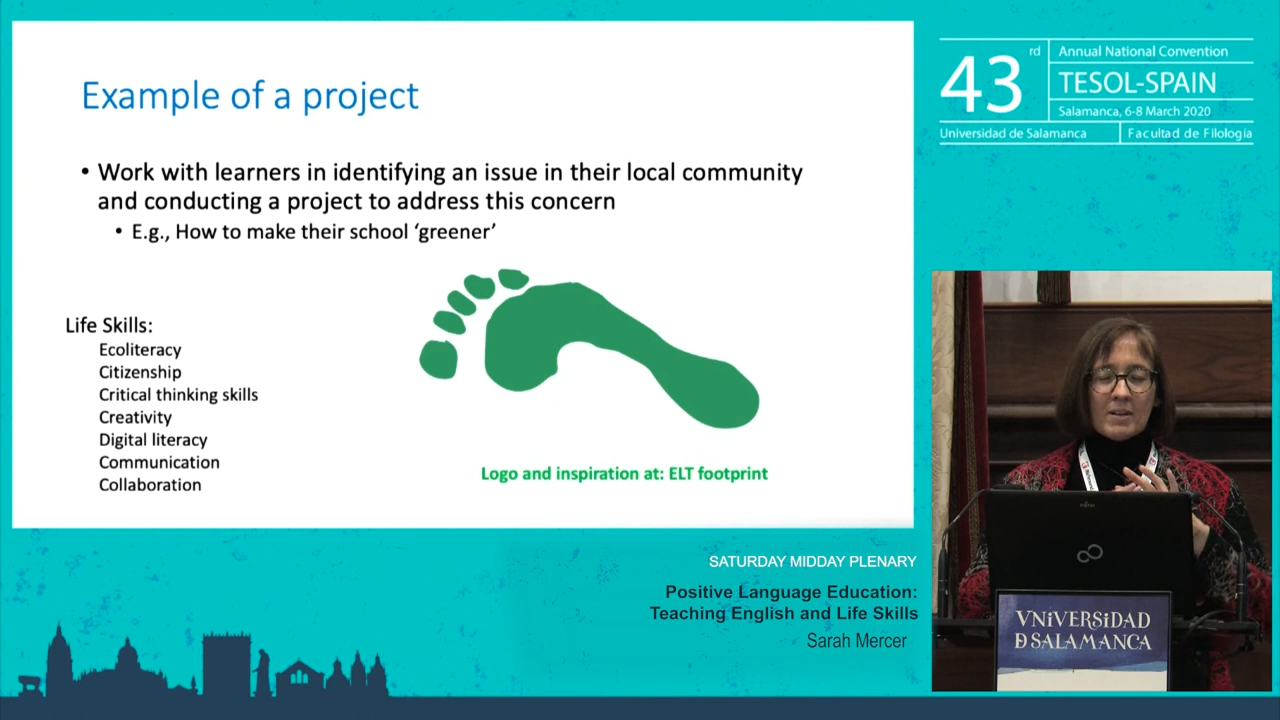 Example of a project
• Work with learners in identifying an issue in their local community
and conducting a project to address this concern
• E.g., How to make their school ‘greener’
Life Skills:
Ecoliteracy
Citizenship
Critical thinking skills
Creativity
Digital literacy
Communication
Collaboration
Logo and inspiration at: ELT footprint
43rd
Annual National Convention
TESOL-SPAIN
Salamanca, 6-8 March 2020
Universidad de Salamanca
Facultad de Filología
SATURDAY MIDDAY PLENARY
Positive Language Education:
Teaching English and Life Skills
Sarah Mercer
FUJITSU
VNiVERSiDAD
D SALAMANCA